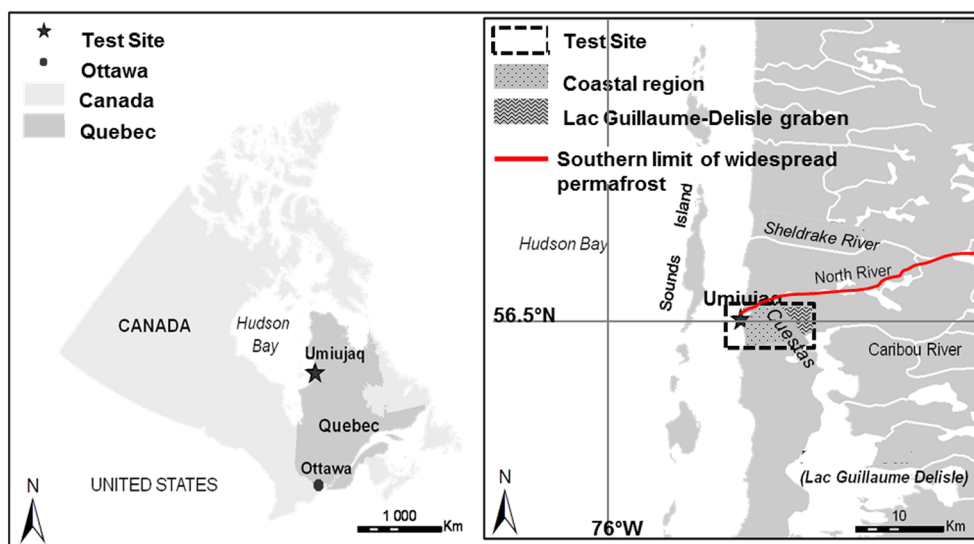 Test Site
Ottawa
Canada
Quebec
CANADA
Hudson
Bay
Umiujaq
Quebec
Ottawa
UNITED STATES
N
1 000
Km
Test Site
Coastal region
Lac Guillaume-Delisle graben
Southern limit of widespread
permafrost
Island
Sounds
Hudson Bay
Sheldrake River
North River
Umiujaq
56.5°N
Cuestas
Caribou River
(Lac Guillaume Delisle)
N
76°W
10
Km